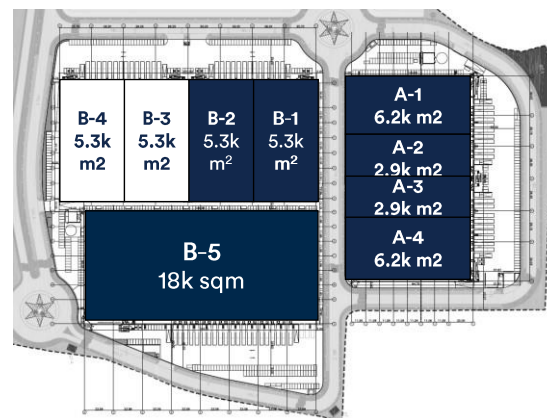 B-4
5.3k
m2
B-3
5.3k
m2
B-2
5.3k
m²
B-1
5.3k
m²
A-1
6.2k m2
A-2
2.9k m2
A-3
2.9k m2
A-4
6.2k m2
B-5
18k sqm